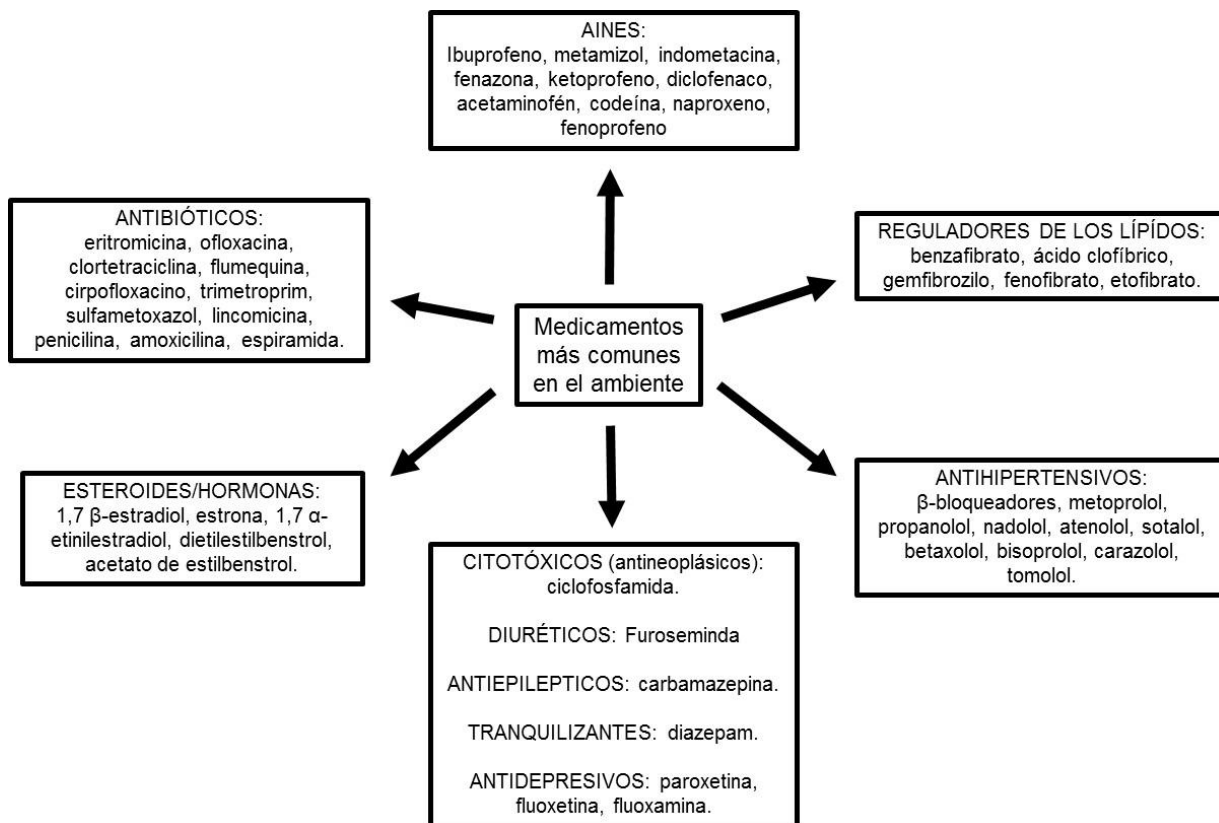 AINES:
Ibuprofeno, metamizol, indometacina,
fenazona, ketoprofeno, diclofenaco,
acetaminofén, codeína, naproxeno,
fenoprofeno
ANTIBIÓTICOS:
eritromicina, ofloxacina,
clortetraciclina, flumequina,
cirpofloxacino, trimetroprim,
sulfametoxazol, lincomicina,
penicilina, amoxicilina, espiramida.
REGULADORES DE LOS LÍPÍDOS:
benzafibrato, ácido clofíbrico,
gemfibrozilo, fenofibrato, etofibrato.
Medicamentos
más comunes
en el ambiente
ESTEROIDES/HORMONAS:
1,7 β-estradiol, estrona, 1,7 α-
etinilestradiol, dietilestilbenstrol,
acetato de estilbenstrol.
ANTIHIPERTENSIVOS:
β-bloqueadores, metoprolol,
propanolol, nadolol, atenolol, sotalol,
betaxolol, bisoprolol, carazolol,
tomolol.
CITOTÓXICOS (antineoplásicos):
ciclofosfamida.
DIURÉTICOS: Furoseminda
ANTIEPILEPTICOS: carbamazepina.
TRANQUILIZANTES: diazepam.
ANTIDEPRESIVOS: paroxetina,
fluoxetina, fluoxamina.